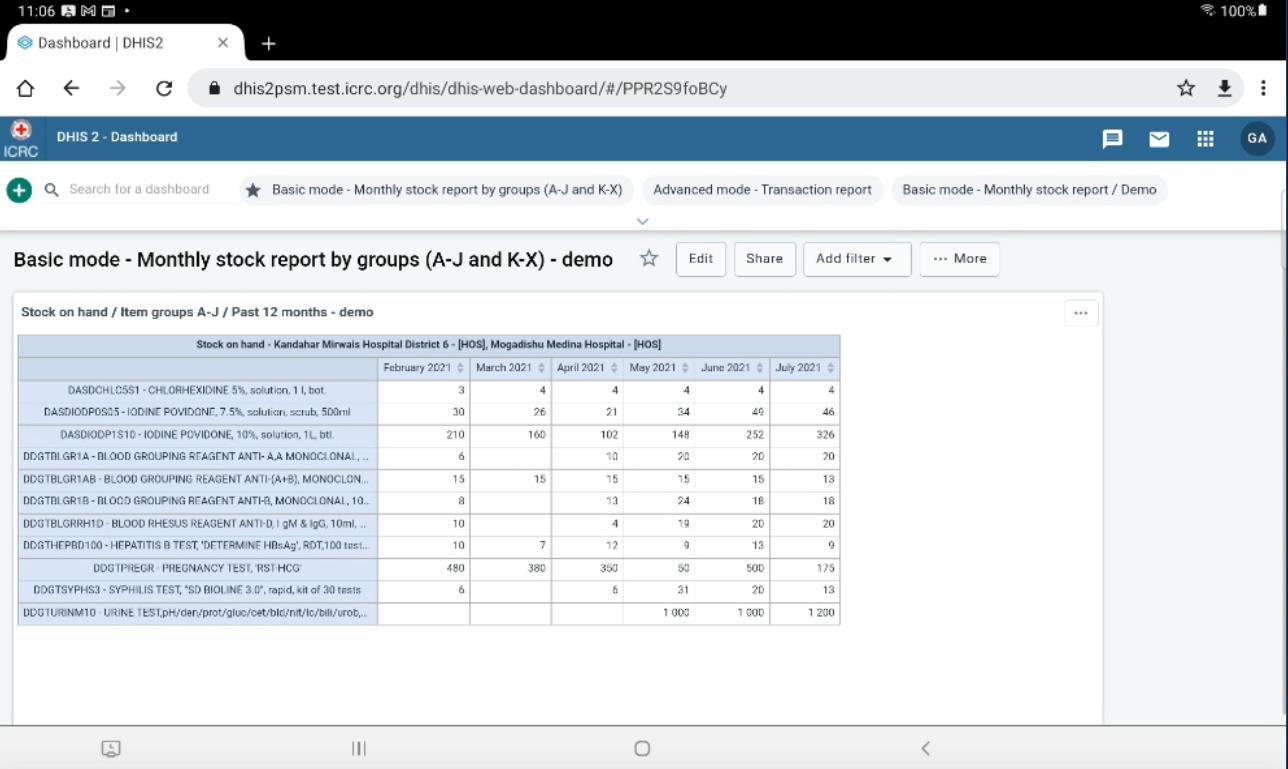 11:06
100%
Dashboard | DHIS2
dhis2psm.test.icrc.org/dhis/dhis-web-dashboard/#/PPR2S9foBCy
ICRC
DHIS 2 - Dashboard
GA
Search for a dashboard
Basic mode - Monthly stock report by groups (A-J and K-X)
Advanced mode - Transaction report
Basic mode - Monthly stock report / Demo
Basic mode - Monthly stock report by groups (A-J and K-X) - demo
Edit
Share
Add filter
More
Stock on hand / Item groups A-J / Past 12 months - demo
Stock on hand - Kandahar Mirwais Hospital District 6 - [HOS], Mogadishu Medina Hospital - [HOS]
February 2021 March 2021 April 2021 May 2021 June 2021 July 2021
DASDCHLC5S1 - CHLORHEXIDINE 5%, solution, 1 l, bot. 3 4 4 4 4 4
DASDIODP0S05 - IODINE POVIDONE, 7.5%, solution, scrub, 500ml 30 26 21 34 49 46
DASDIODP1S10 - IODINE POVIDONE, 10%, solution, 1L, btl. 210 160 102 148 252 326
DDGTBLGR1A - BLOOD GROUPING REAGENT ANTI- A,A MONOCLONAL, ... 6 10 20 20 20
DDGTBLGR1AB - BLOOD GROUPING REAGENT ANTI-(A+B), MONOCLON... 15 15 15 15 15 13
DDGTBLGR1B - BLOOD GROUPING REAGENT ANTI-B, MONOCLONAL, 10... 8 13 24 18 18
DDGTBLGRRH1D - BLOOD RHESUS REAGENT ANTI-D, I gM & IgG, 10ml, ... 10 4 19 20 20
DDGTHEPBD100 - HEPATITIS B TEST, 'DETERMINE HBsAg', RDT,100 test... 10 7 12 9 13 9
DDGTPREGR - PREGNANCY TEST, 'RST-HCG' 480 380 350 50 500 175
DDGTSYPHS3 - SYPHILIS TEST, "SD BIOLINE 3.0", rapid, kit of 30 tests 6 31 20 13
DDGTURINM10 - URINE TEST,pH/den/prot/gluc/cet/bld/nit/lc/bili/urob,... 1 000 1 000 1 200